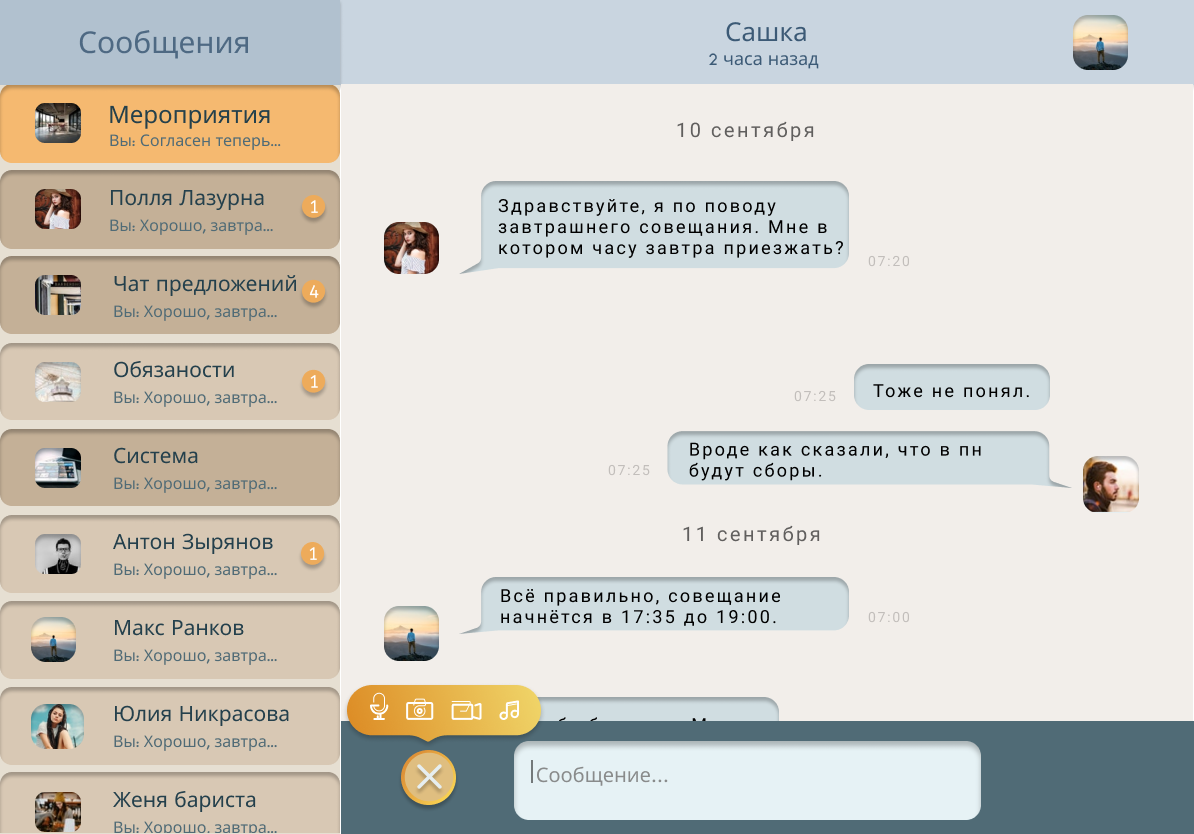 Сообщения
Мероприятия
Вы: Согласен теперь...
Полля Лазурна
Вы: Хорошо, завтра...
1
Чат предложений
Вы: Хорошо, завтра...
4
Обязаности
Вы: Хорошо, завтра...
1
Система
Вы: Хорошо, завтра...
Антон Зырянов
Вы: Хорошо, завтра...
1
Макс Ранков
Вы: Хорошо, завтра...
Юлия Никрасова
Вы: Хорошо, завтра...
Женя бариста
Вы: Хорошо, завтра...
Сашка
2 часа назад
10 сентября
Здравствуйте, я по поводу
завтрашнего совещания. Мне в
котором часу завтра приезжать?
07:20
Тоже не понял.
07:25
Вроде как сказали, что в пн
будут сборы.
07:25
11 сентября
Всё правильно, совещание
начнётся в 17:35 до 19:00.
07:00
Сообщение...